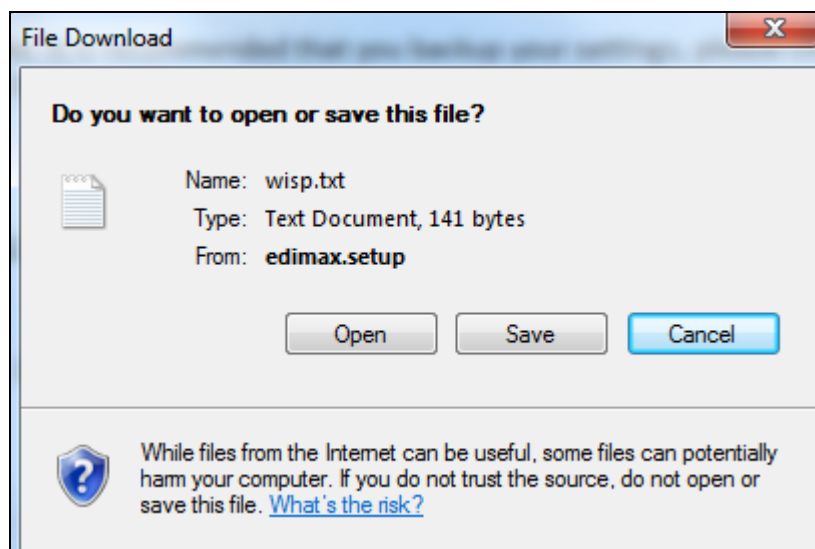 File Download
Do you want to open or save this file?
Name: wisp.txt
Type: Text Document, 141 bytes
From: edimax.setup
Open Save Cancel
While files from the Internet can be useful, some files can potentially
harm your computer. If you do not trust the source, do not open or
save this file. What's the risk?